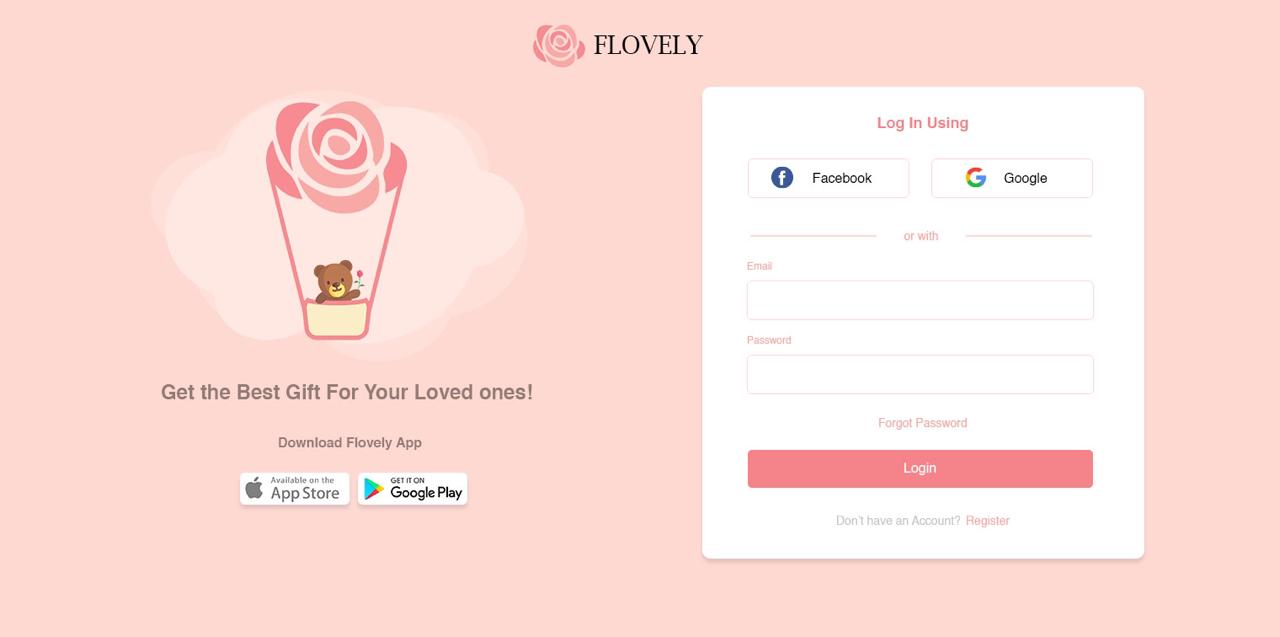 FLOVELY
Get the Best Gift For Your Loved ones!
Download Flovely App
Available on the
App Store
GET IT ON
Google Play
Log In Using
Facebook
Google
or with
Email
Password
Forgot Password
Login
Don't have an Account? Register